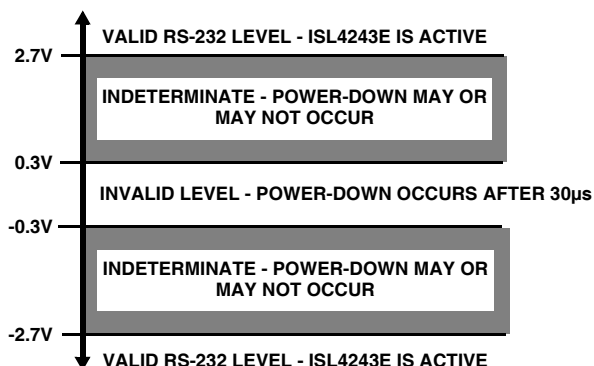 VALID RS-232 LEVEL - ISL4243E IS ACTIVE
2.7V
INDETERMINATE - POWER-DOWN MAY OR
MAY NOT OCCUR
0.3V
INVALID LEVEL - POWER-DOWN OCCURS AFTER 30µs
-0.3V
INDETERMINATE - POWER-DOWN MAY OR
MAY NOT OCCUR
-2.7V
VALID RS-232 LEVEL - ISL4243E IS ACTIVE